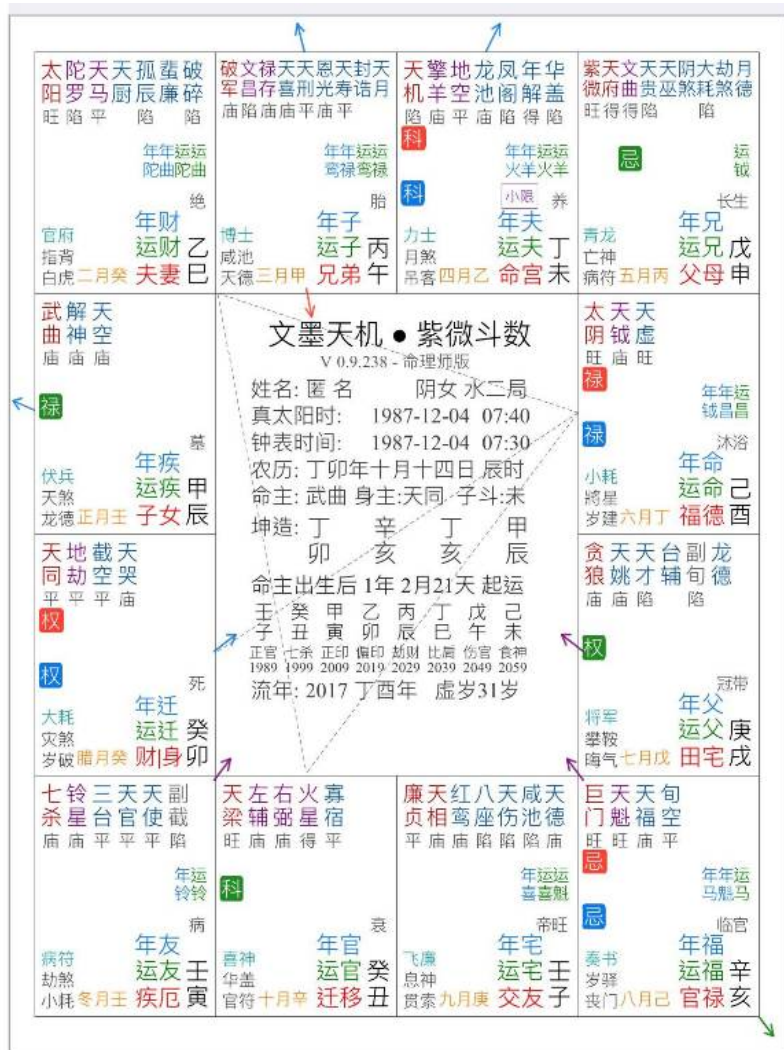 太陀天天孤蜚破
阳罗马厨辰廉碎
旺陷平　陷　陷
年年运运
陀曲陀曲
绝
官府
指背
白虎
二月癸
年财
运财
夫妻
乙
巳
破文禄天天恩天封天
军昌存喜刑光寿诰月
庙陷庙庙平庙平
年年运运
鸾禄鸾禄
胎
博士
咸池
天德
三月甲
年子
运子
兄弟
丙
午
天擎地龙凤年华
机羊空池阁解盖
陷庙平庙陷得陷
科
科
年年运运
火羊火羊
小限
养
力士
月煞
吊客
四月乙
年夫
运夫
命宫
丁
未
紫天文天天阴大劫月
微府曲贵巫煞耗煞德
旺得得陷　　陷
忌
运
钺
长生
青龙
亡神
病符
五月丙
年兄
运兄
父母
戊
申
武解天
曲神空
庙庙庙
禄
墓
伏兵
天煞
龙德
正月壬
年疾
运疾
子女
甲
辰
文墨天机 ● 紫微斗数
V 0.9.238 - 命理师版
姓名: 匿 名　　阴女 水二局
真太阳时:　1987-12-04 07:40
钟表时间:　1987-12-04 07:30
农历: 丁卯年十月十四日 辰时
命主: 武曲 身主:天同 子斗:未
坤造: 丁　辛　丁　甲
卯　亥　亥　辰
命主出生后 1年 2月21天 起运
壬 癸 甲 乙 丙 丁 戊 己
子 丑 寅 卯 辰 巳 午 未
正官 七杀 正印 偏印 劫财 比肩 伤官 食神
1989 1999 2009 2019 2029 2039 2049 2059
流年: 2017 丁酉年　虚岁31岁
太天天
阴钺虚
旺庙旺
禄
禄
年年运
钺昌昌
沐浴
小耗
將星
岁建
六月丁
年命
运命
福德
己
酉
天地截天
同劫空哭
平平平庙
权
权
死
大耗
灾煞
岁破
腊月癸
年迁
运迁
财|身
癸
卯
贪天天台副龙
狼姚才辅旬德
庙庙陷　陷
权
冠带
将军
攀鞍
晦气
七月戊
年父
运父
田宅
庚
戌
七铃三天天副
杀星台官使截
庙庙平平平陷
年运
铃铃
病
病符
劫煞
小耗
冬月壬
年友
运友
疾厄
壬
寅
天左右火寡
梁辅弼星宿
旺庙庙得平
科
衰
喜神
华盖
官符
十月辛
年官
运官
迁移
癸
丑
廉天红八天咸天
贞相鸾座伤池德
平庙庙陷陷陷庙
年运运
喜喜魁
帝旺
飞廉
息神
贯索
九月庚
年宅
运宅
交友
壬
子
巨天天旬
门魁福空
旺旺庙平
忌
忌
年年运
马魁马
临官
奏书
岁驿
丧门
八月己
年福
运福
官禄
辛
亥